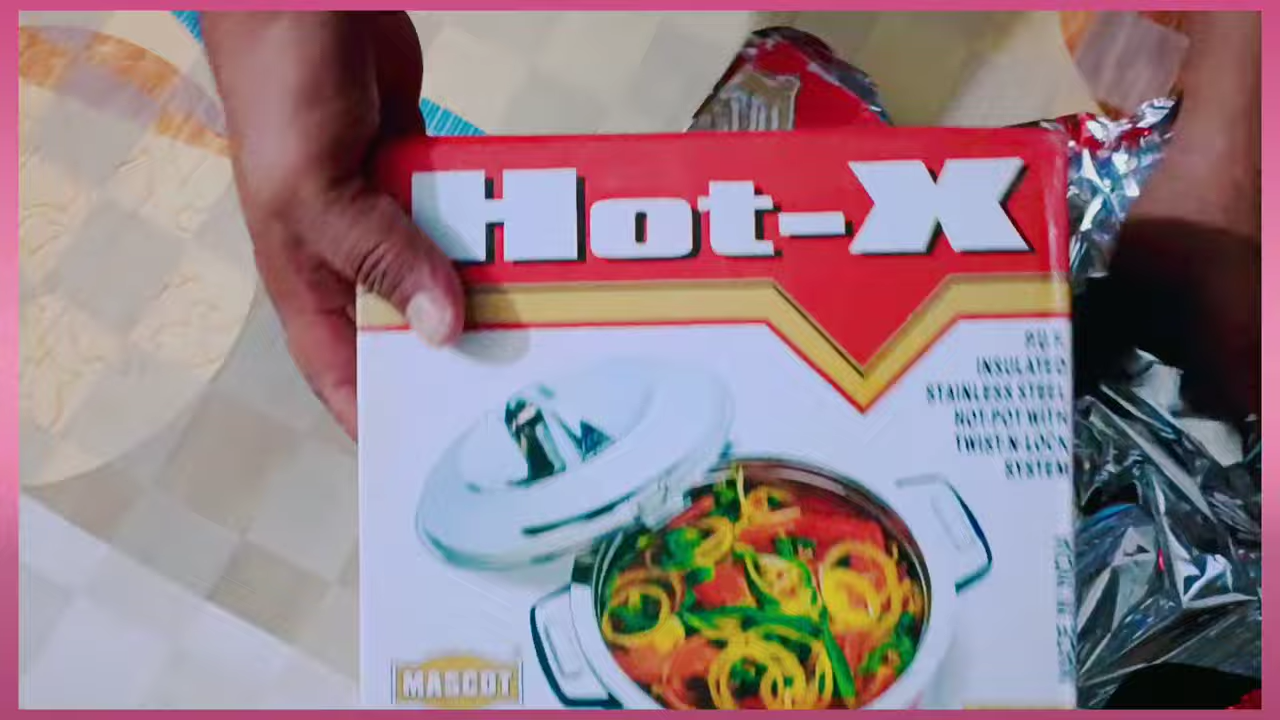 Hot-X
INSULATED
STAINLESS STEEL
HOT POT WITH
TWIST N LOCK
SYSTEM
MASCOT